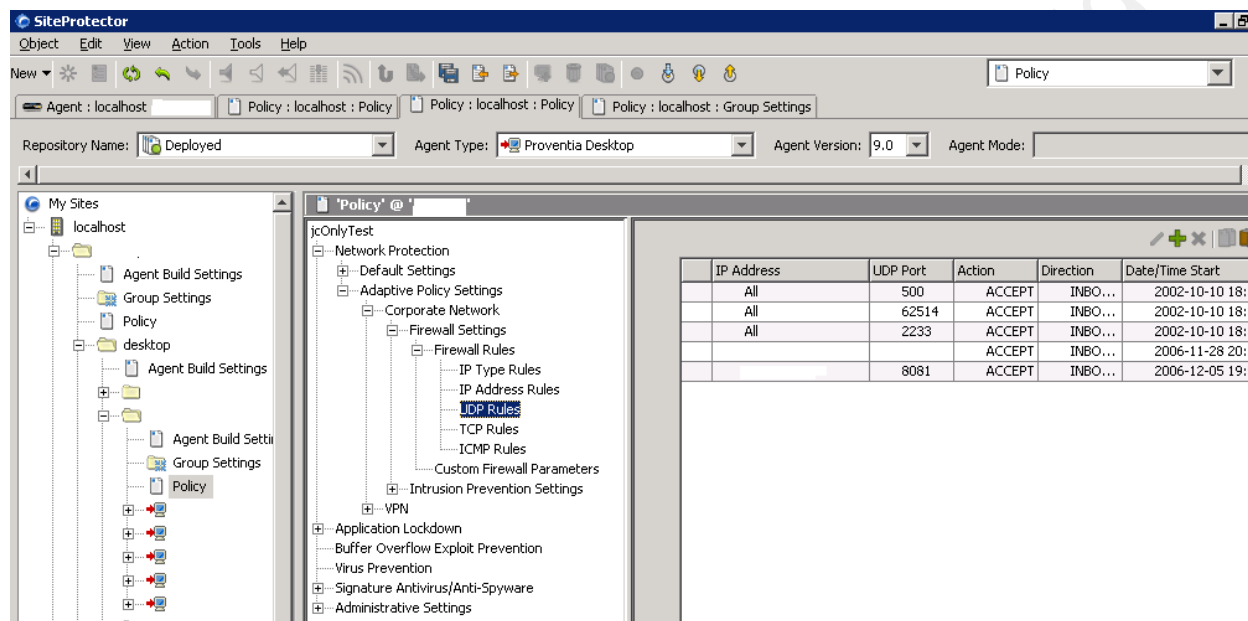 SiteProtector
Object Edit View Action Tools Help
New Policy
Agent : localhost Policy : localhost : Policy Policy : localhost : Policy Policy : localhost : Group Settings
Repository Name: Deployed Agent Type: Proventia Desktop Agent Version: 9.0 Agent Mode:
My Sites
localhost
Agent Build Settings
Group Settings
Policy
desktop
Agent Build Settings
Agent Build Settin
Group Settings
Policy
'Policy' @ ' '
jcOnlyTest
Network Protection
Default Settings
Adaptive Policy Settings
Corporate Network
Firewall Settings
Firewall Rules
IP Type Rules
IP Address Rules
UDP Rules
TCP Rules
ICMP Rules
Custom Firewall Parameters
Intrusion Prevention Settings
VPN
Application Lockdown
Buffer Overflow Exploit Prevention
Virus Prevention
Signature Antivirus/Anti-Spyware
Administrative Settings
IP Address UDP Port Action Direction Date/Time Start
All 500 ACCEPT INBO... 2002-10-10 18:
All 62514 ACCEPT INBO... 2002-10-10 18:
All 2233 ACCEPT INBO... 2002-10-10 18:
ACCEPT INBO... 2006-11-28 20:
8081 ACCEPT INBO... 2006-12-05 19: